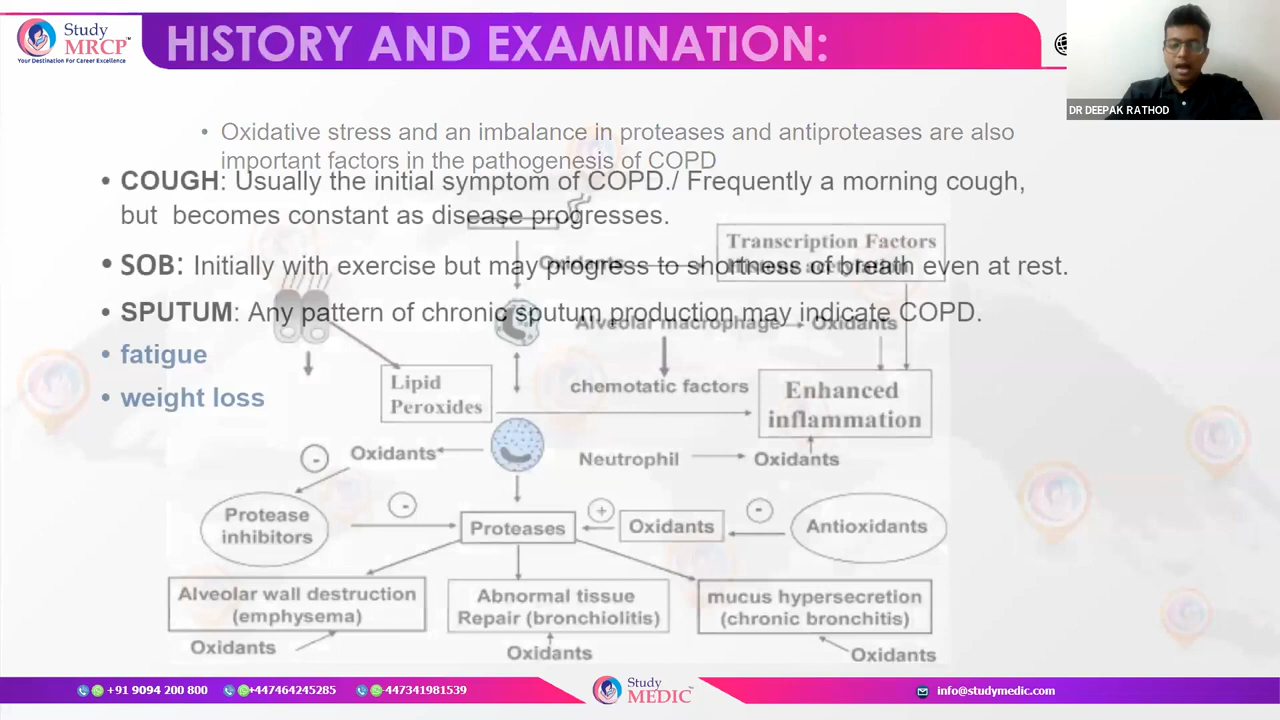 Study
MRCP™
Your Destination For Career Excellence
HISTORY AND EXAMINATION:
DR DEEPAK RATHOD
• Oxidative stress and an imbalance in proteases and antiproteases are also
important factors in the pathogenesis of COPD
• COUGH: Usually the initial symptom of COPD./ Frequently a morning cough,
but becomes constant as disease progresses.
Transcription Factors
Oxidants
• SOB: Initially with exercise but may progress to shortness of breath even at rest.
• SPUTUM: Any pattern of chronic sputum production may indicate COPD.
Alveolar macrophage
Oxidants
• fatigue
• weight loss
Lipid
Peroxides
chemotatic factors
Enhanced
inflammation
-
Oxidants
Neutrophil
Oxidants
Protease
inhibitors
-
Proteases
+
Oxidants
-
Antioxidants
Alveolar wall destruction
(emphysema)
Abnormal tissue
Repair (bronchiolitis)
mucus hypersecretion
(chronic bronchitis)
Oxidants
Oxidants
Oxidants
+91 9094 200 800
+447464245285
+447341981539
Study
MEDIC™
info@studymedic.com